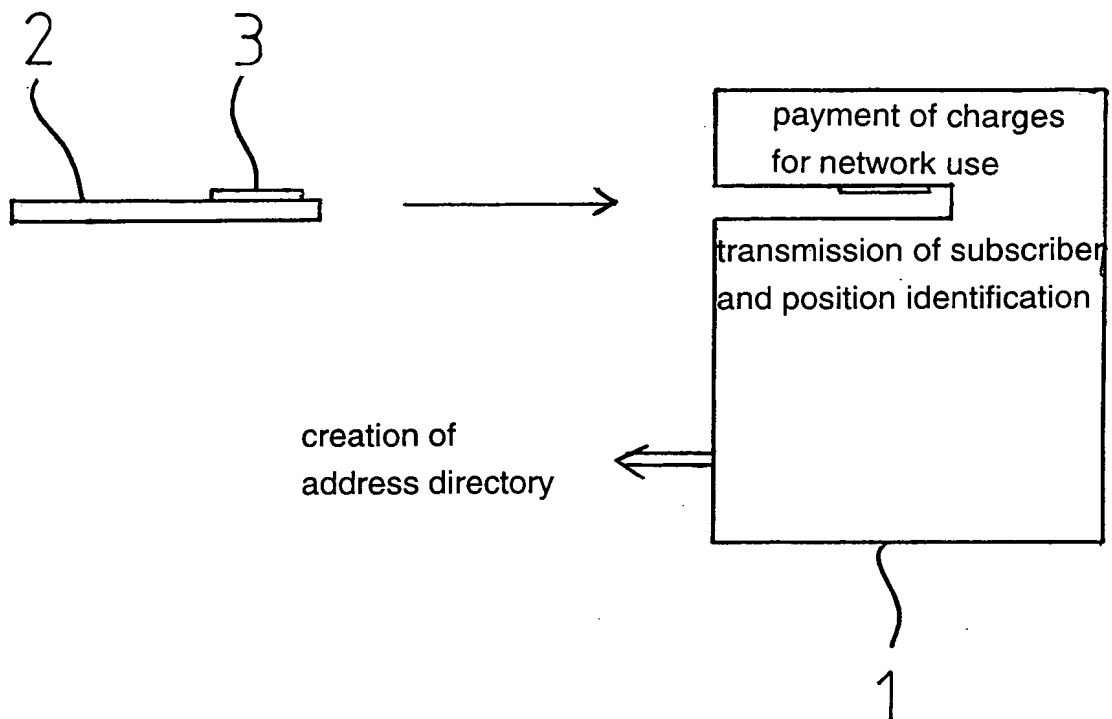 2
3
payment of charges
for network use
transmission of subscriber
and position identification
creation of
address directory
1